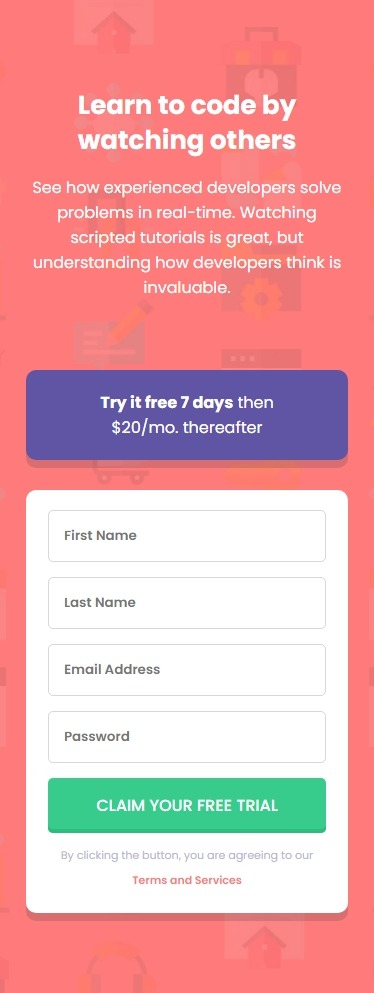 Learn to code by
watching others
See how experienced developers solve
problems in real-time. Watching
scripted tutorials is great, but
understanding how developers think is
invaluable.
Try it free 7 days then
$20/mo. thereafter
First Name
Last Name
Email Address
Password
CLAIM YOUR FREE TRIAL
By clicking the button, you are agreeing to our
Terms and Services